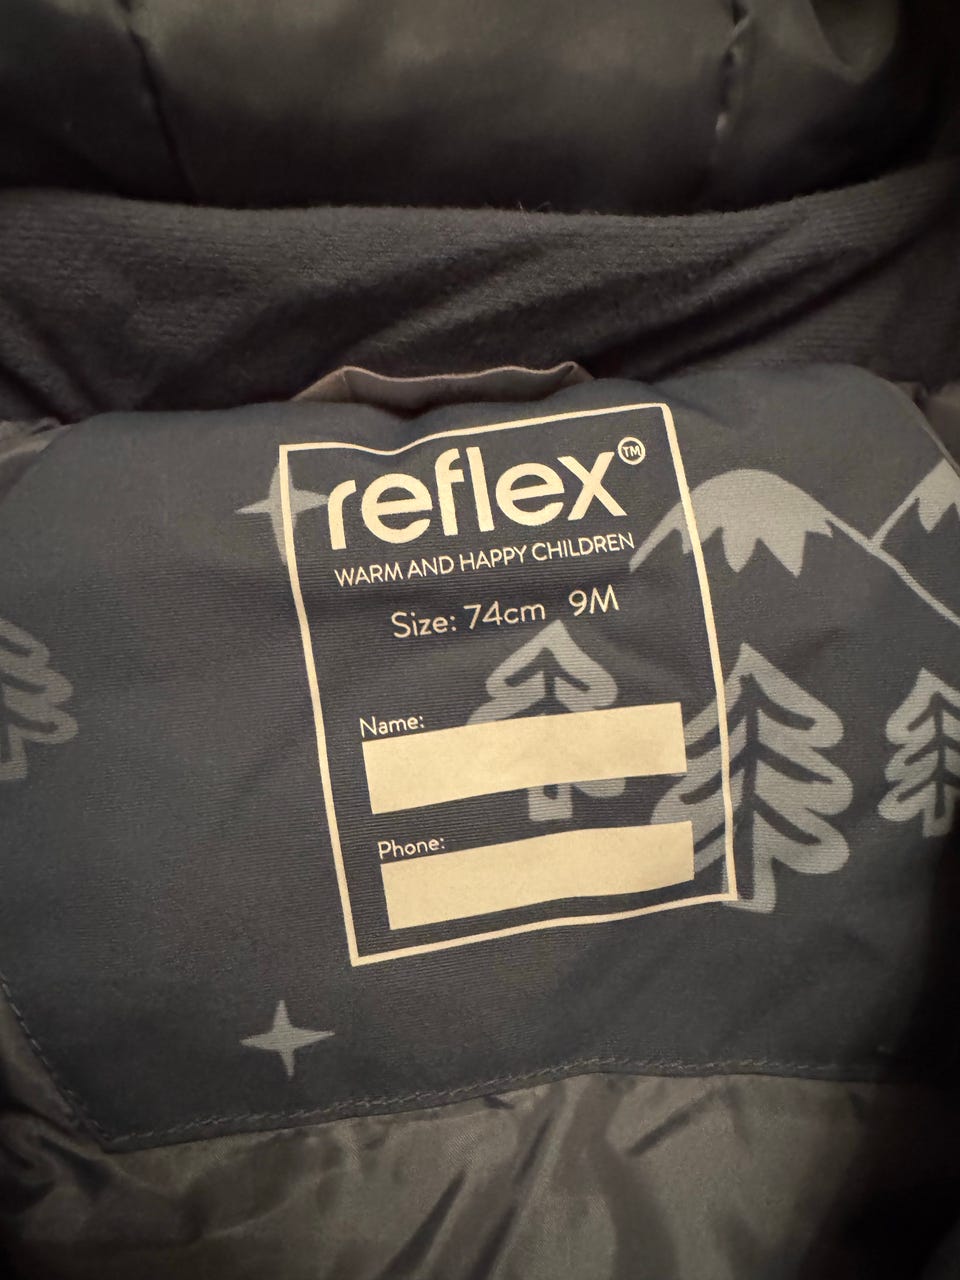 reflex™
WARM AND HAPPY CHILDREN
Size: 74cm 9M
Name:
Phone: